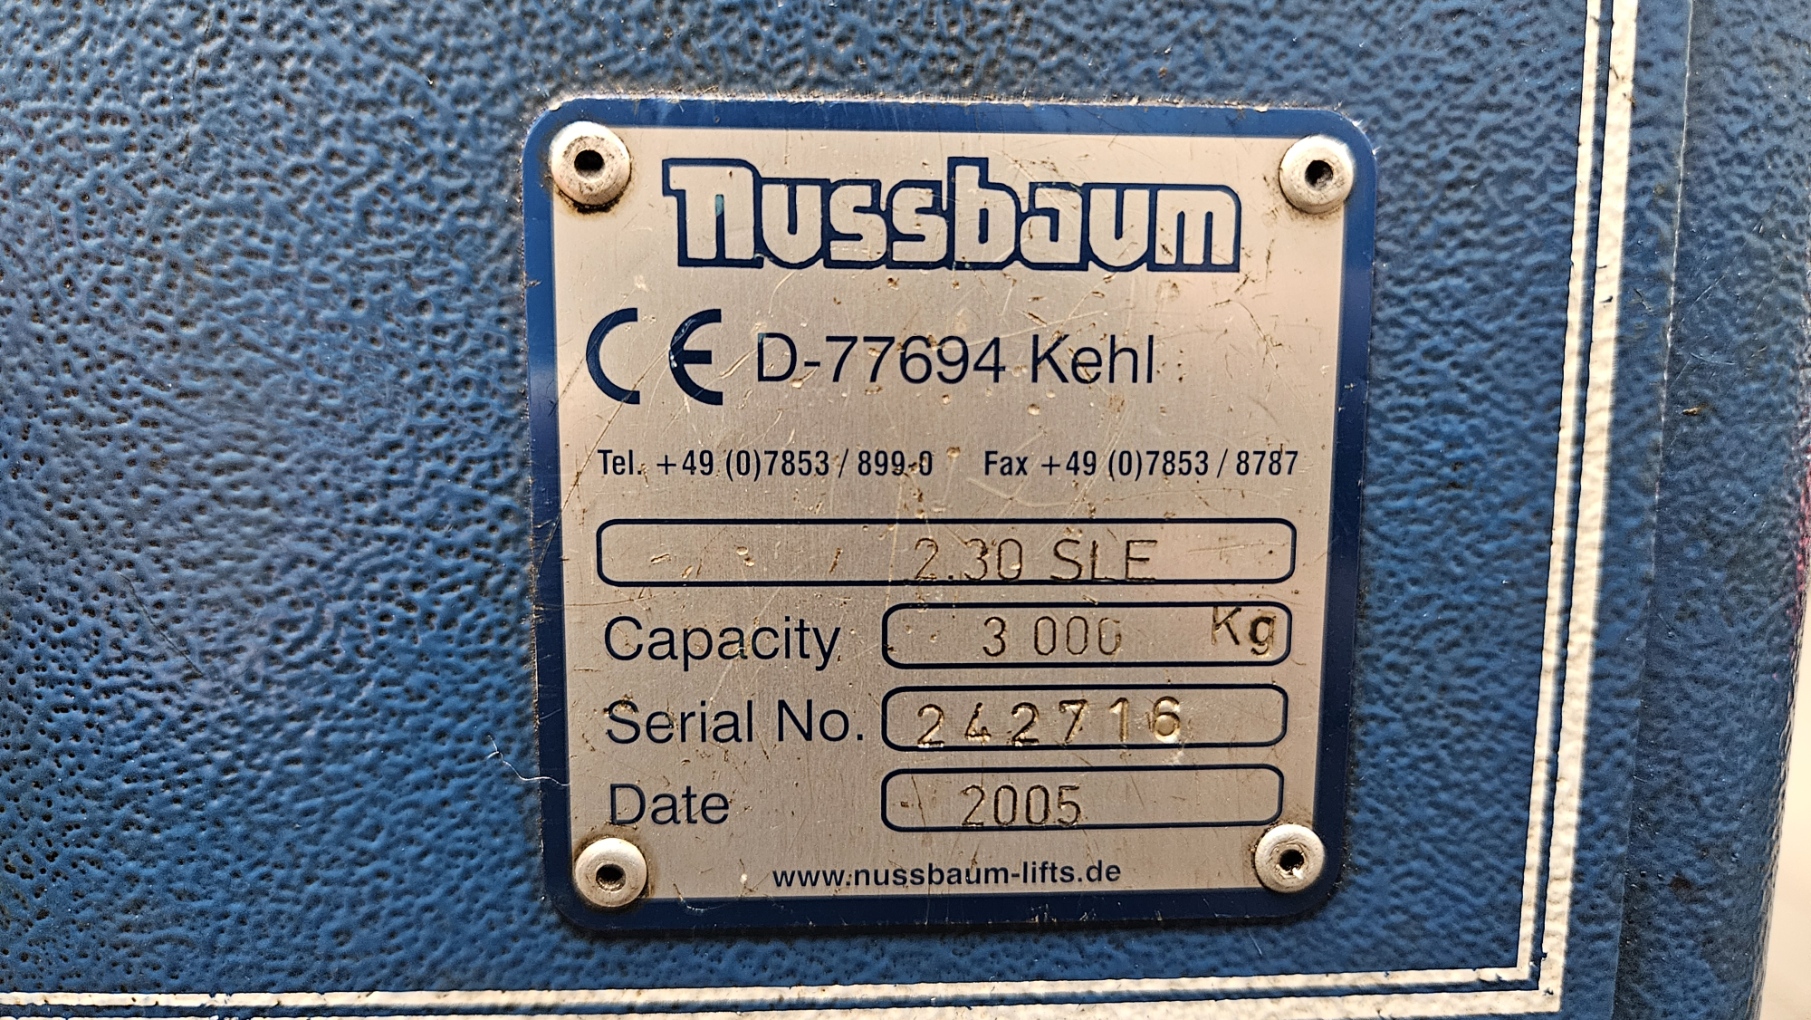 nussbaum
CE D-77694 Kehl
Tel. +49 (0)7853 / 899-0 Fax +49 (0)7853 / 8787
2.30 SLE
Capacity 3 000 Kg
Serial No. 242716
Date 2005
www.nussbaum-lifts.de